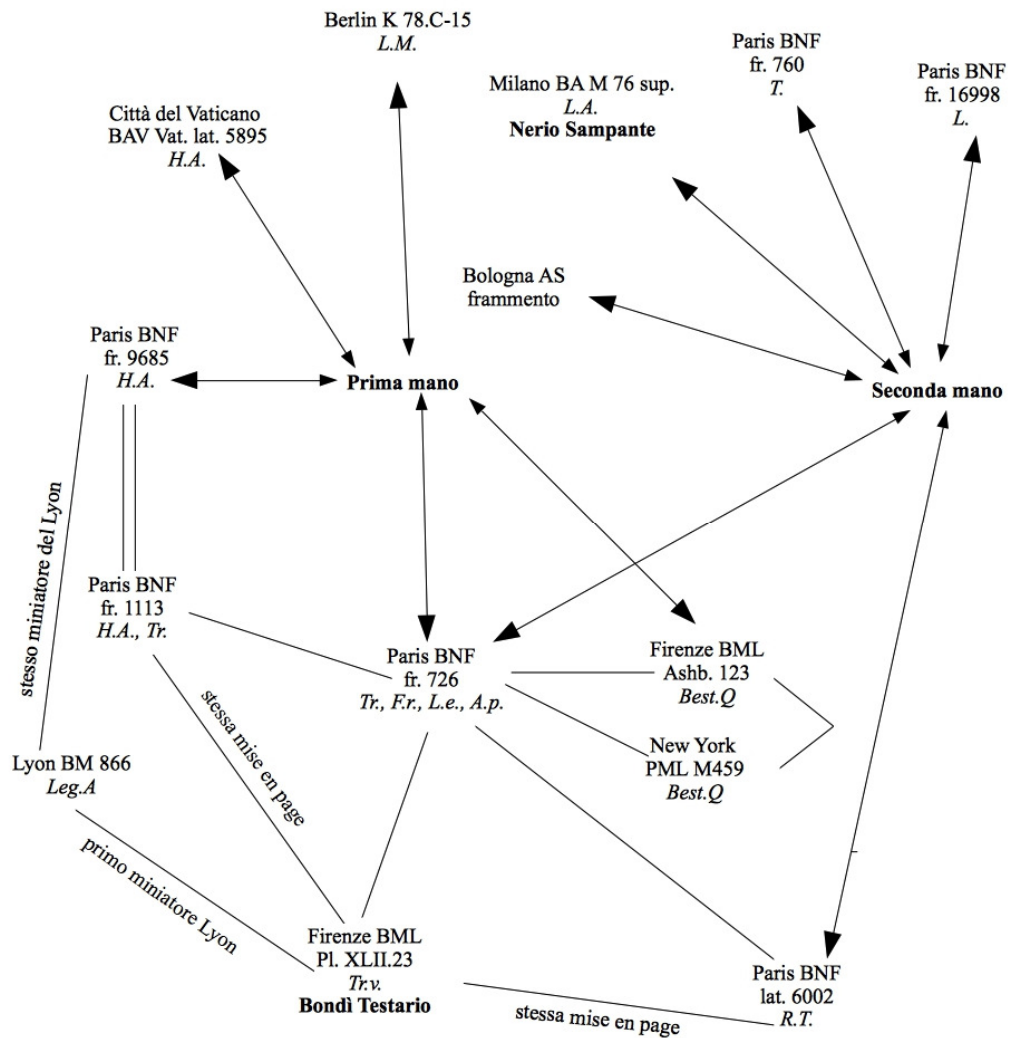 Berlin K 78.C-15
L.M.
Paris BNF
fr. 760
T.
Paris BNF
fr. 16998
L.
Milano BA M 76 sup.
L.A.
Nerio Sampante
Città del Vaticano
BAV Vat. lat. 5895
H.A.
Bologna AS
frammento
Paris BNF
fr. 9685
H.A.
Prima mano
Seconda mano
stesso miniatore del Lyon
Paris BNF
fr. 1113
H.A., Tr.
Paris BNF
fr. 726
Tr., F.r., L.e., A.p.
Firenze BML
Ashb. 123
Best.Q
New York
PML M459
Best.Q
stessa mise en page
Lyon BM 866
Leg.A
primo miniatore Lyon
Firenze BML
Pl. XLII.23
Tr.v.
Bondì Testario
stessa mise en page
Paris BNF
lat. 6002
R.T.